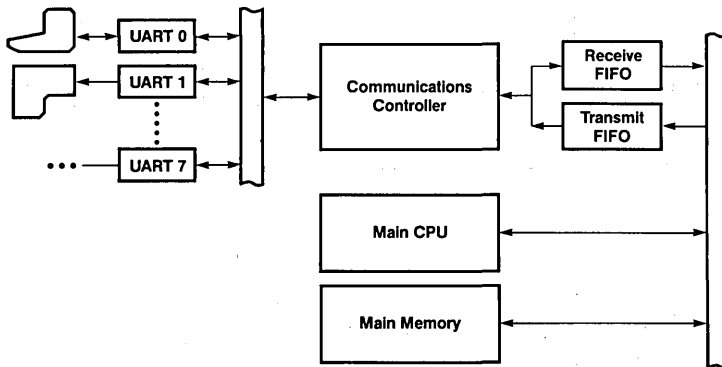 UART 0
UART 1
UART 7
Communications
Controller
Receive
FIFO
Transmit
FIFO
Main CPU
Main Memory